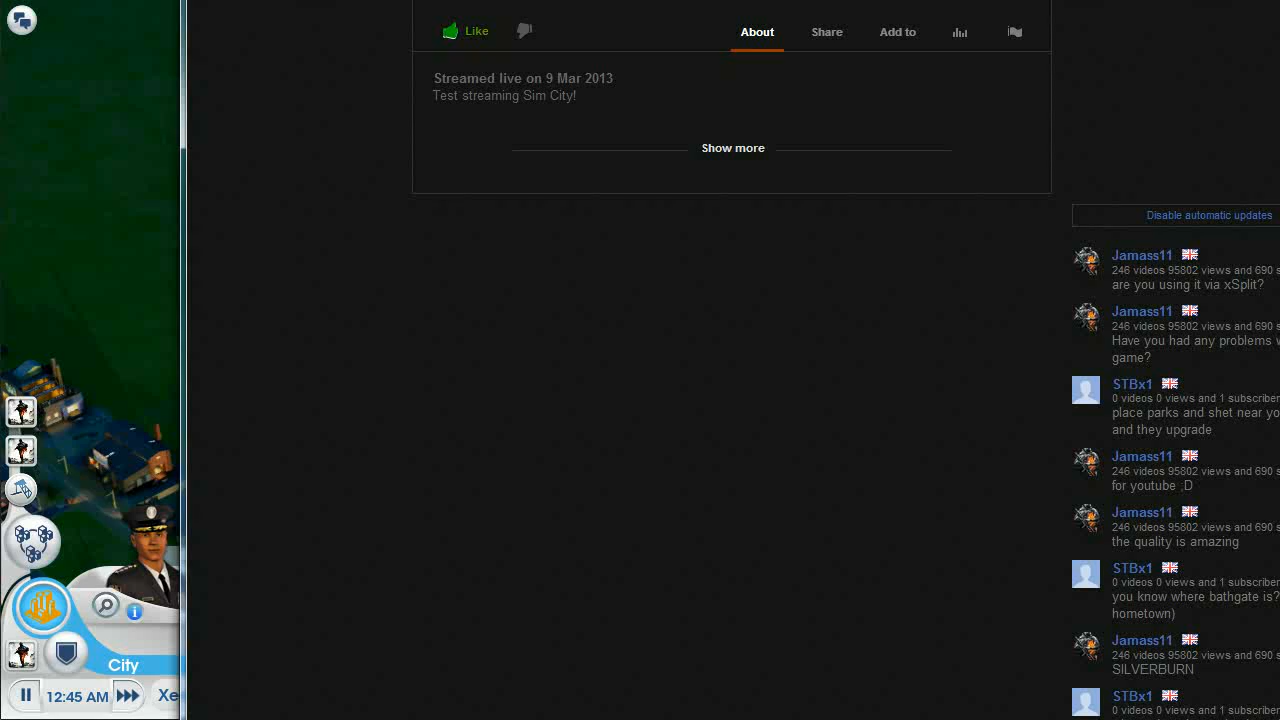 Like
About
Share
Add to
Streamed live on 9 Mar 2013
Test streaming Sim City!
Show more
Disable automatic updates
Jamass11
246 videos 95802 views and 690 s
are you using it via xSplit?
Jamass11
246 videos 95802 views and 690 s
Have you had any problems w
game?
STBx1
0 videos 0 views and 1 subscriber
place parks and shet near yo
and they upgrade
Jamass11
246 videos 95802 views and 690 s
for youtube ;D
Jamass11
246 videos 95802 views and 690 s
the quality is amazing
STBx1
0 videos 0 views and 1 subscriber
you know where bathgate is?
hometown)
Jamass11
246 videos 95802 views and 690 s
SILVERBURN
STBx1
0 videos 0 views and 1 subscriber
City
12:45 AM
Xe